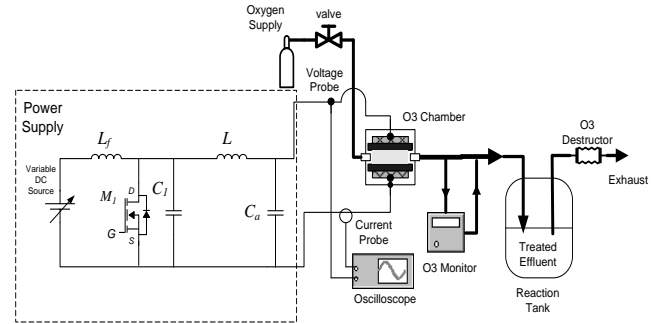 Oxygen
Supply
valve
Voltage
Probe
O3 Chamber
Power
Supply
Lf
L
Variable
DC
Source
M1
D
G
S
C1
Ca
Current
Probe
Oscilloscope
O3 Monitor
O3
Destructor
Exhaust
Treated
Effluent
Reaction
Tank